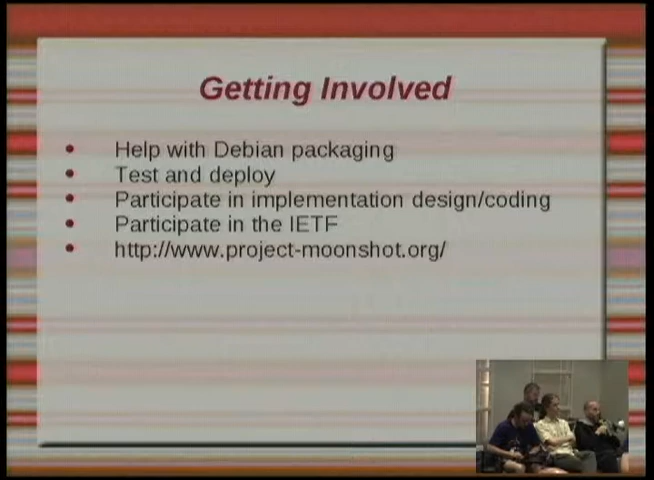 Getting Involved
Help with Debian packaging
Test and deploy
Participate in implementation design/coding
Participate in the IETF
http://www.project-moonshot.org/